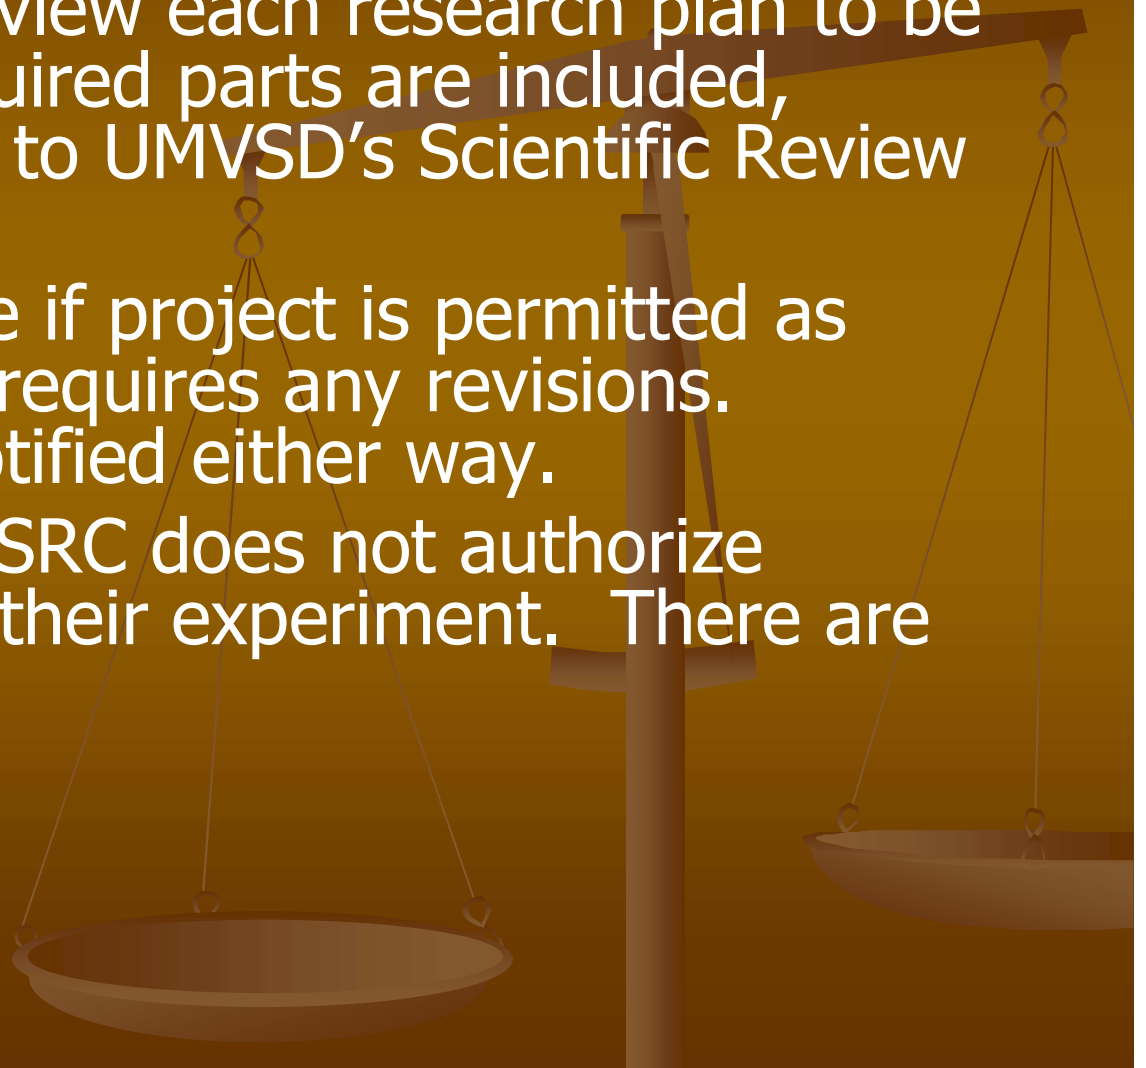 view each research plan to be
uired parts are included,
to UMVSD’s Scientific Review
e if project is permitted as
requires any revisions.
otified either way.
SRC does not authorize
their experiment.  There are